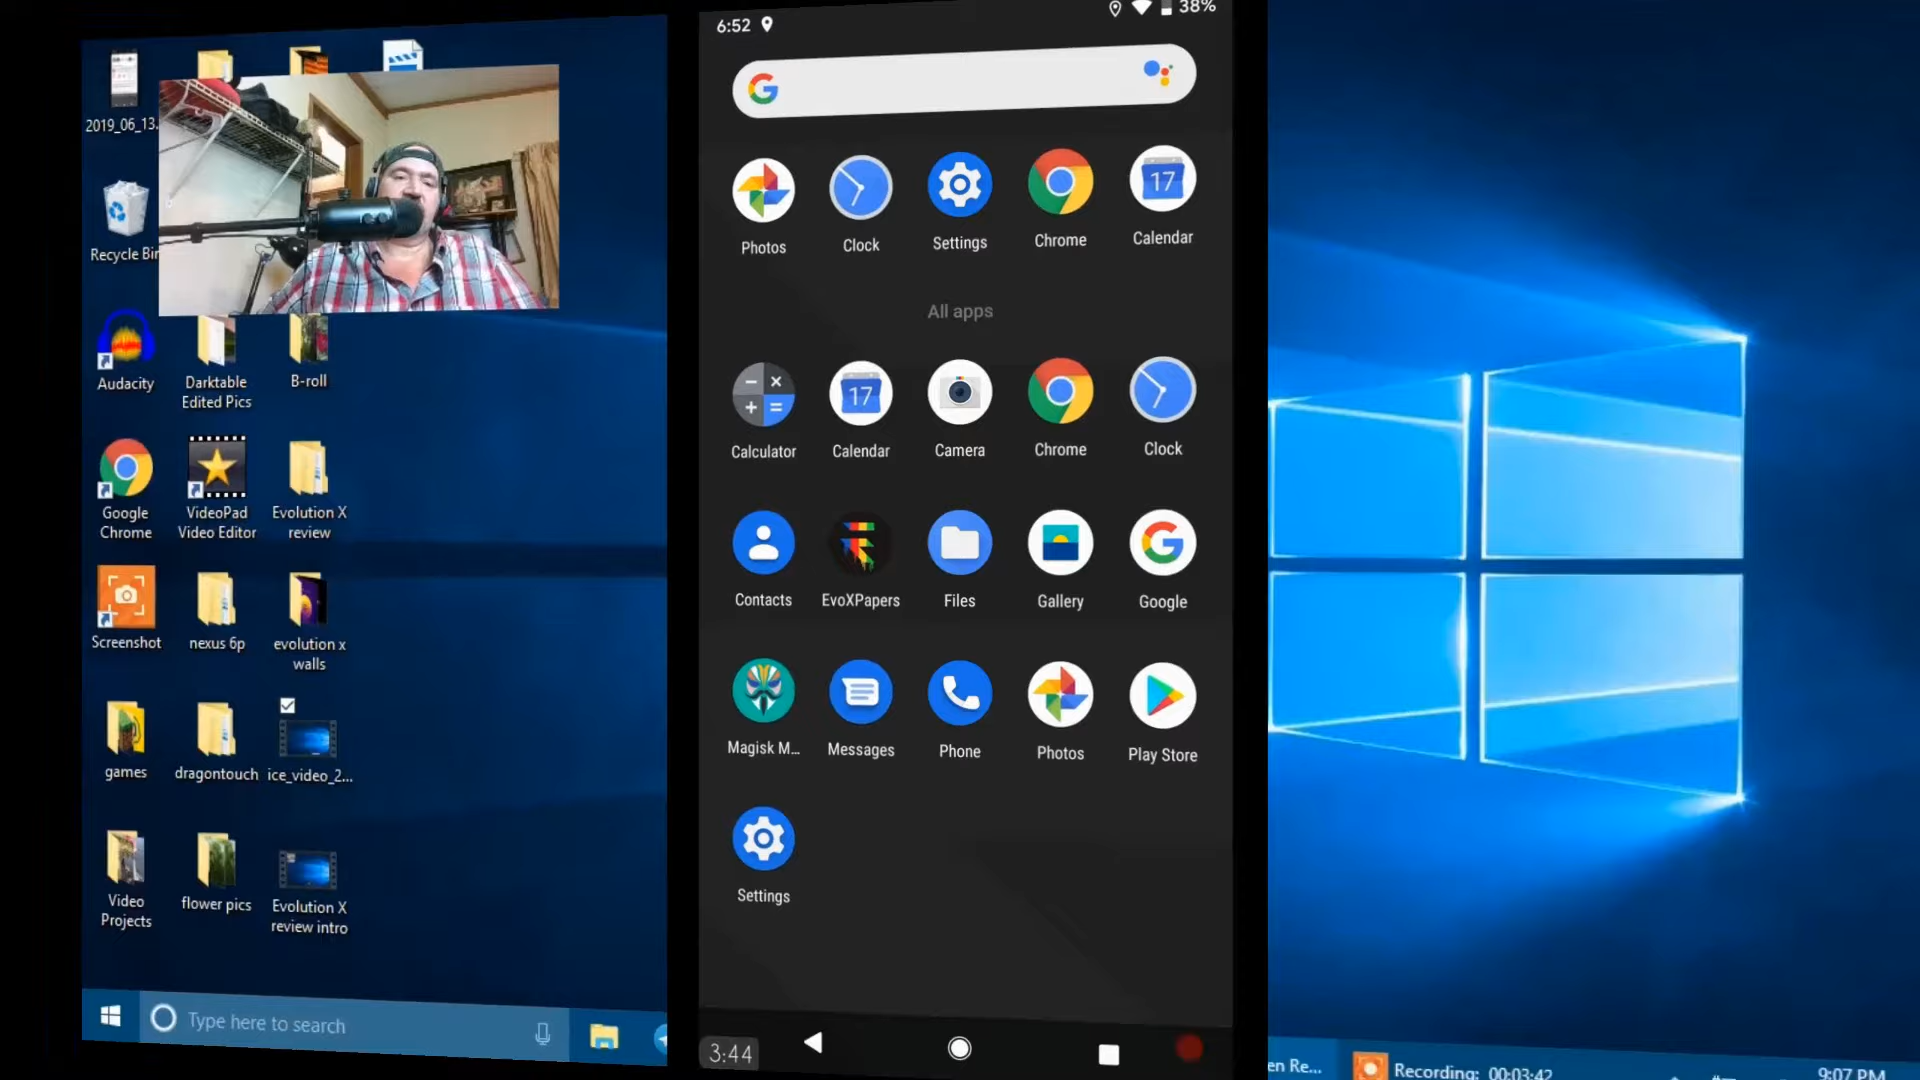 2019_06_13.
Recycle Bin
Audacity
Darktable
Edited Pics
B-roll
Google
Chrome
VideoPad
Video Editor
Evolution X
review
Screenshot
nexus 6p
evolution x
walls
games
dragontouch
ice_video_2...
Video
Projects
flower pics
Evolution X
review intro
Type here to search
6:52
38%
Photos
Clock
Settings
Chrome
17
Calendar
All apps
Calculator
17
Calendar
Camera
Chrome
Clock
Contacts
EvoXPapers
Files
Gallery
Google
Magisk M...
Messages
Phone
Photos
Play Store
Settings
3:44
en Re...
Recording: 00:03:42
9:07 PM